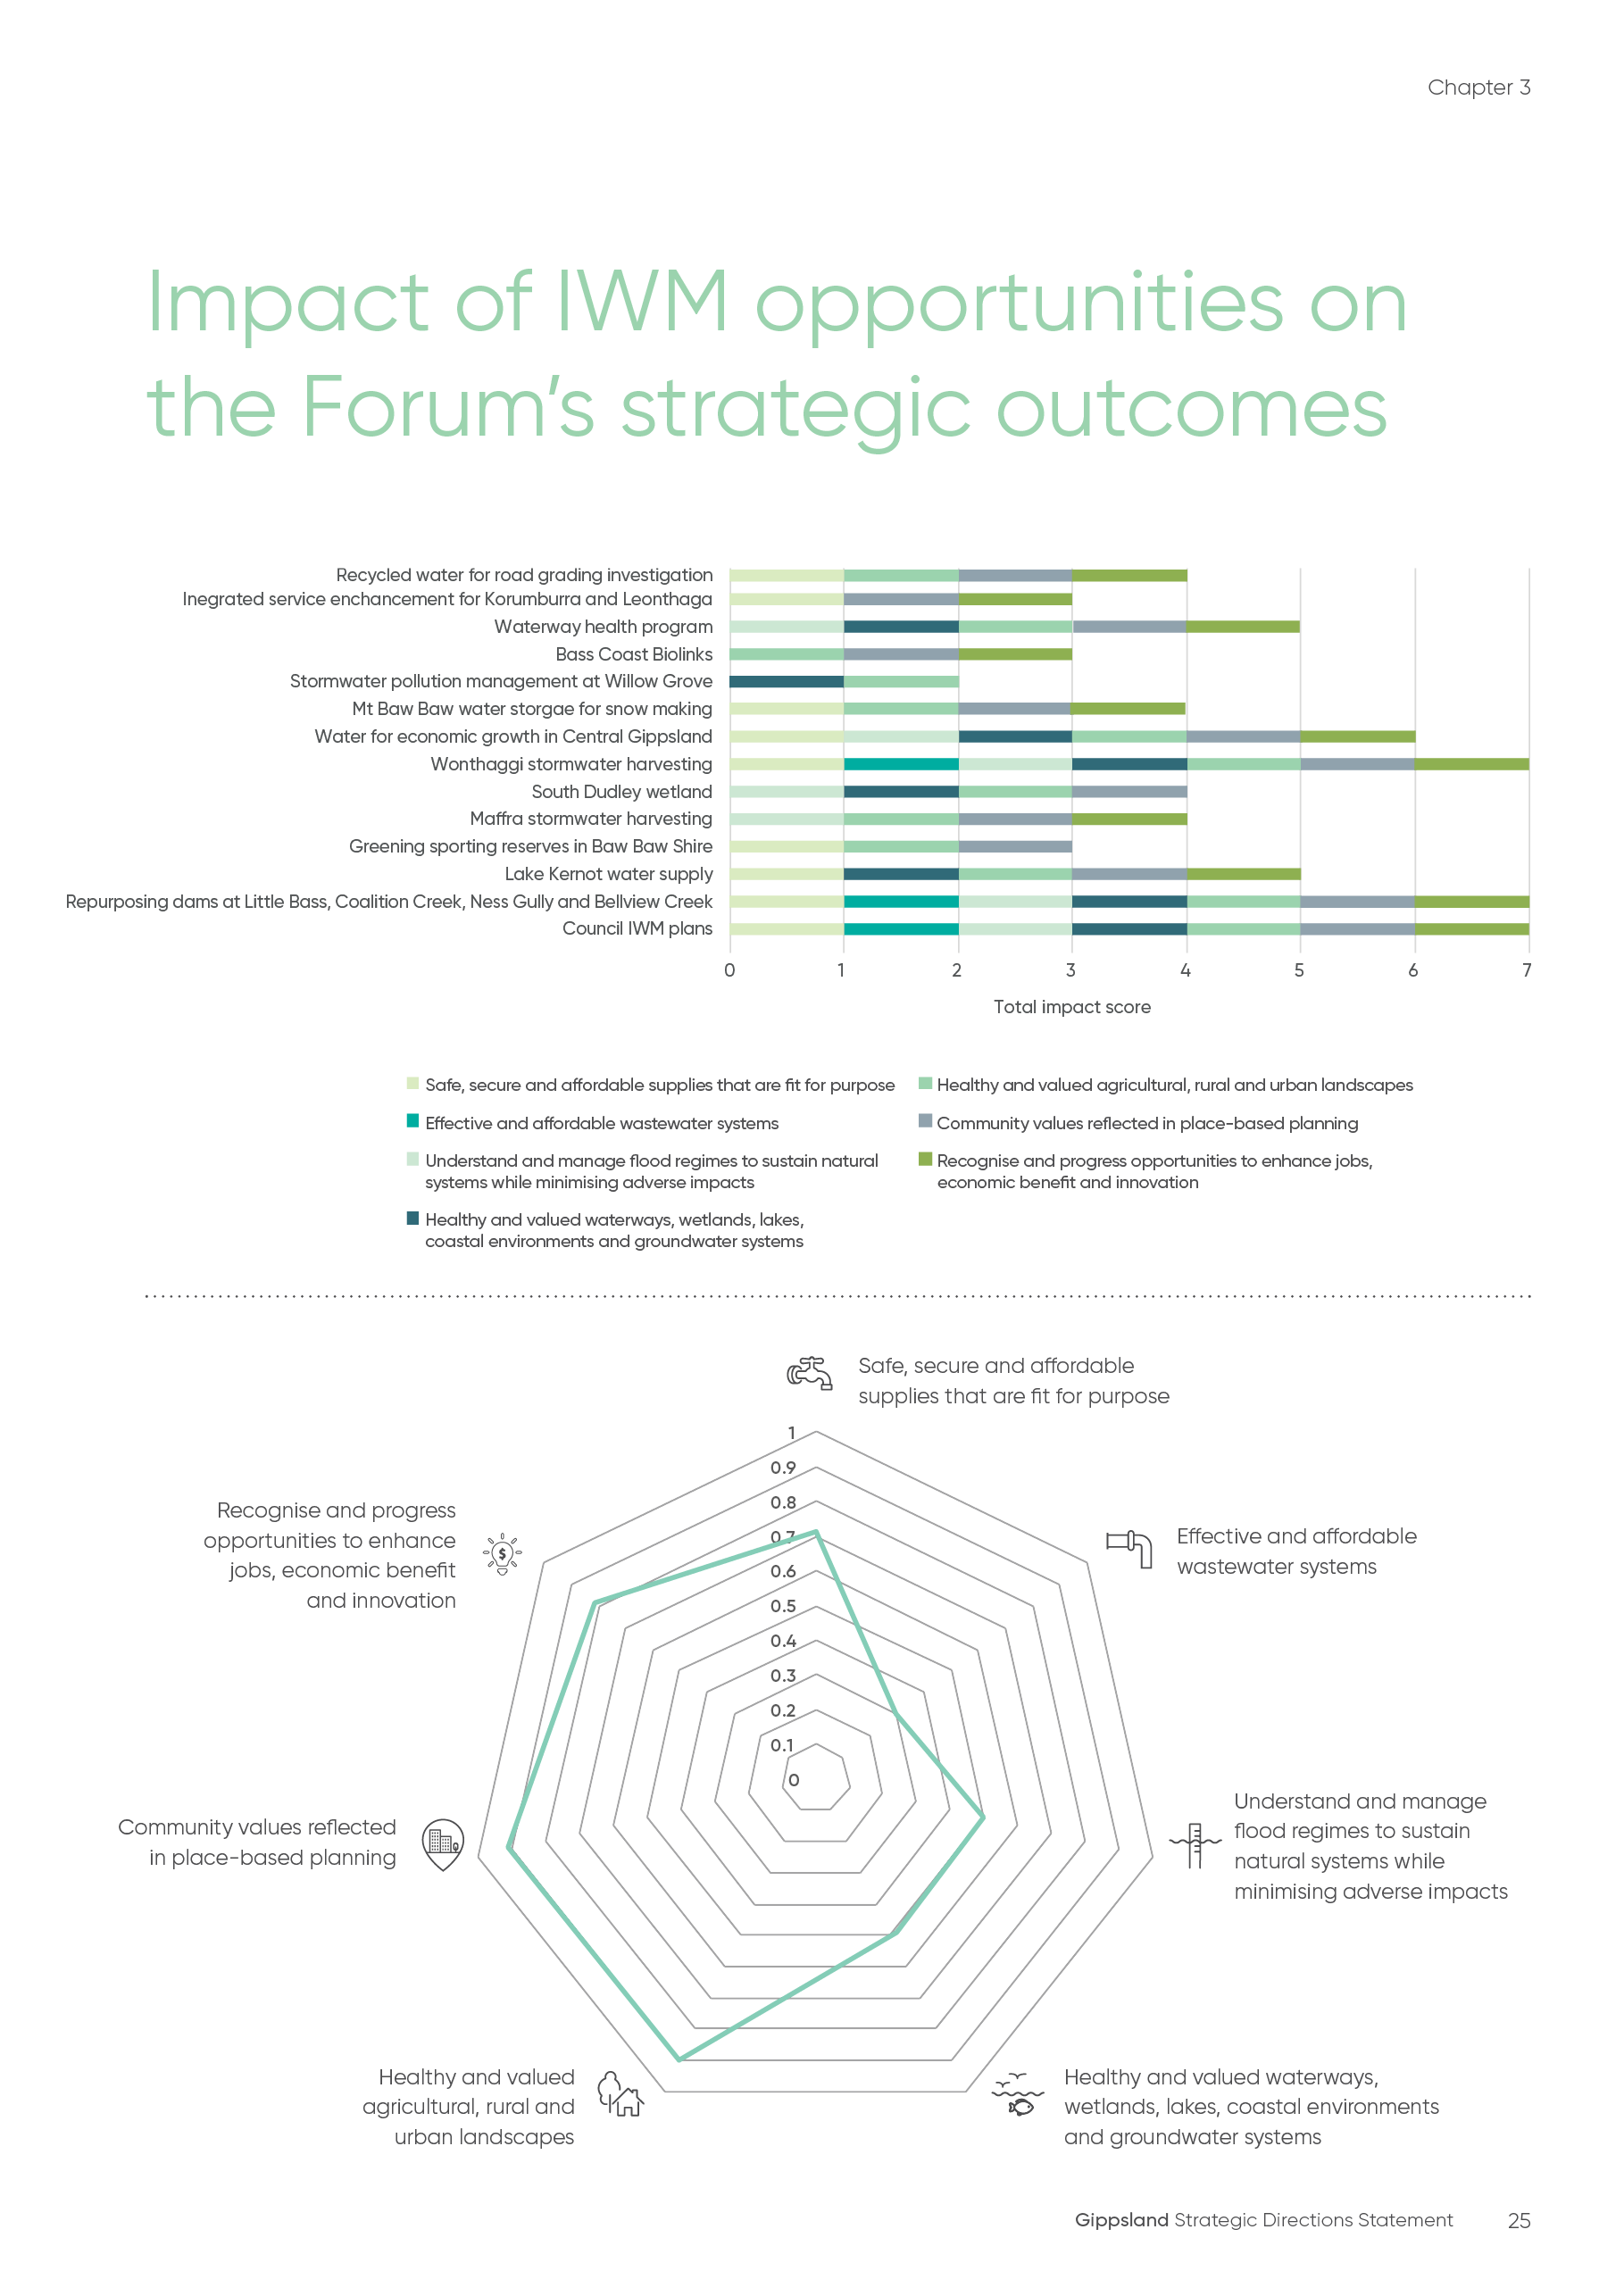 Chapter 3
Impact of IWM opportunities on
the Forum’s strategic outcomes
Recycled water for road grading investigation
Inegrated service enchancement for Korumburra and Leonthaga
Waterway health program
Bass Coast Biolinks
Stormwater pollution management at Willow Grove
Mt Baw Baw water storgae for snow making
Water for economic growth in Central Gippsland
Wonthaggi stormwater harvesting
South Dudley wetland
Maffra stormwater harvesting
Greening sporting reserves in Baw Baw Shire
Lake Kernot water supply
Repurposing dams at Little Bass, Coalition Creek, Ness Gully and Bellview Creek
Council IWM plans
0 1 2 3 4 5 6 7
Total impact score
Safe, secure and affordable supplies that are fit for purpose
Effective and affordable wastewater systems
Understand and manage flood regimes to sustain natural
systems while minimising adverse impacts
Healthy and valued waterways, wetlands, lakes,
coastal environments and groundwater systems
Healthy and valued agricultural, rural and urban landscapes
Community values reflected in place-based planning
Recognise and progress opportunities to enhance jobs,
economic benefit and innovation
Safe, secure and affordable
supplies that are fit for purpose
1
0.9
0.8
0.7
0.6
0.5
0.4
0.3
0.2
0.1
0
Effective and affordable
wastewater systems
Understand and manage
flood regimes to sustain
natural systems while
minimising adverse impacts
Healthy and valued waterways,
wetlands, lakes, coastal environments
and groundwater systems
Healthy and valued
agricultural, rural and
urban landscapes
Community values reflected
in place-based planning
Recognise and progress
opportunities to enhance
jobs, economic benefit
and innovation
$
Gippsland Strategic Directions Statement 25